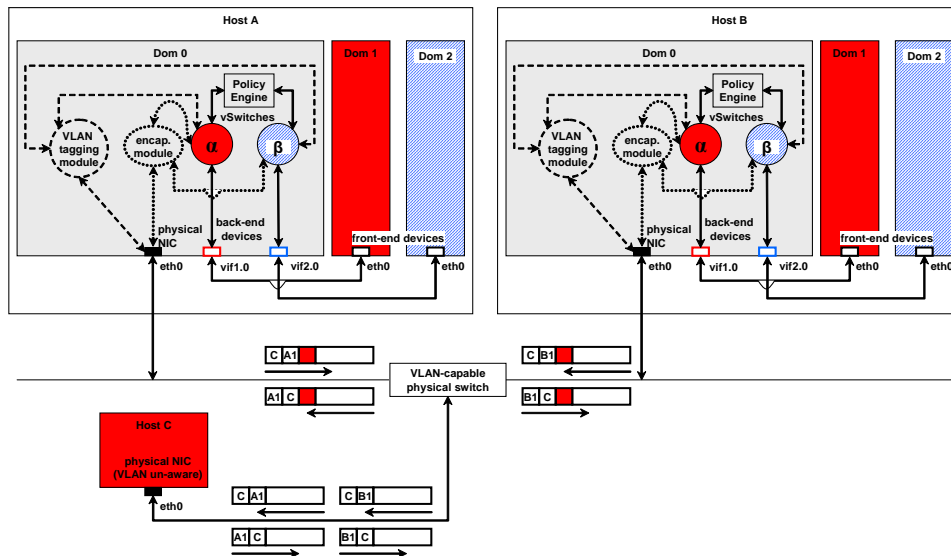 Host A
Dom 0
Dom 1
Dom 2
Policy
Engine
vSwitches
VLAN
tagging
module
encap.
module
α
β
physical
NIC
back-end
devices
front-end devices
eth0
vif1.0
vif2.0
eth0
eth0
Host B
Dom 0
Dom 1
Dom 2
Policy
Engine
vSwitches
VLAN
tagging
module
encap.
module
α
β
physical
NIC
back-end
devices
front-end devices
eth0
vif1.0
vif2.0
eth0
eth0
C A1
C B1
VLAN-capable
physical switch
A1 C
B1 C
Host C
physical NIC
(VLAN un-aware)
eth0
C A1
C B1
A1 C
B1 C